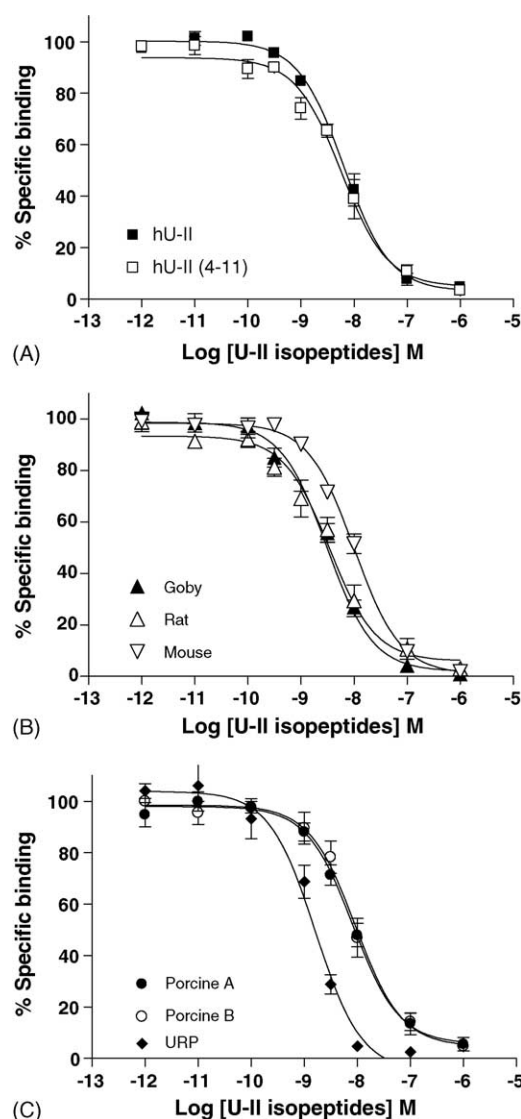 100
80
60
40
20
0
% Specific binding
hU-II
hU-II (4-11)
-13 -12 -11 -10 -9 -8 -7 -6 -5
(A) Log [U-II isopeptides] M
100
80
60
40
20
0
% Specific binding
Goby
Rat
Mouse
-13 -12 -11 -10 -9 -8 -7 -6 -5
(B) Log [U-II isopeptides] M
100
80
60
40
20
0
% Specific binding
Porcine A
Porcine B
URP
-13 -12 -11 -10 -9 -8 -7 -6 -5
(C) Log [U-II isopeptides] M